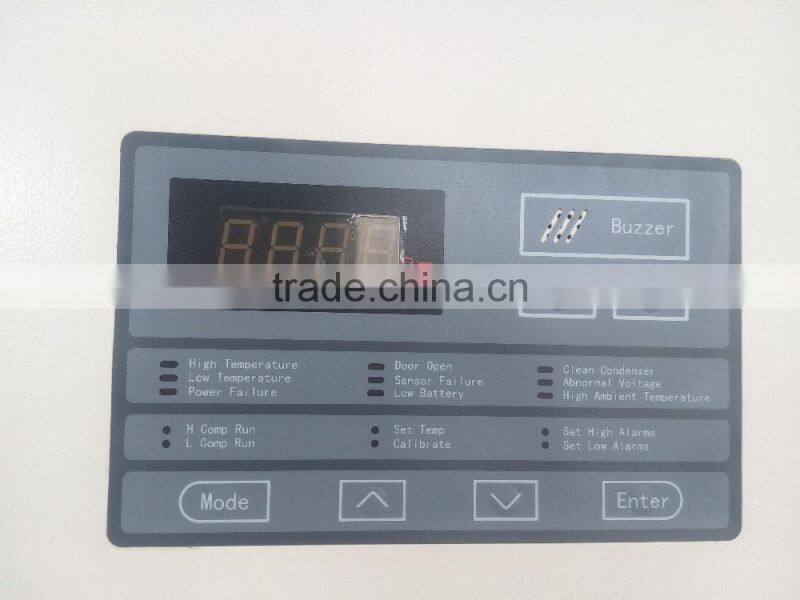 Buzzer
trade.china.cn
High Temperature
Low Temperature
Power Failure
Door Open
Sensor Failure
Low Battery
Clean Condenser
Abnormal Voltage
High Ambient Temperature
H Comp Run
L Comp Run
Set Temp
Calibrate
Set High Alarms
Set Low Alarms
Mode
Enter